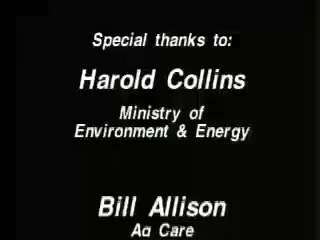 Special thanks to:
Harold Collins
Ministry of
Environment & Energy
Bill Allison
Ag Care